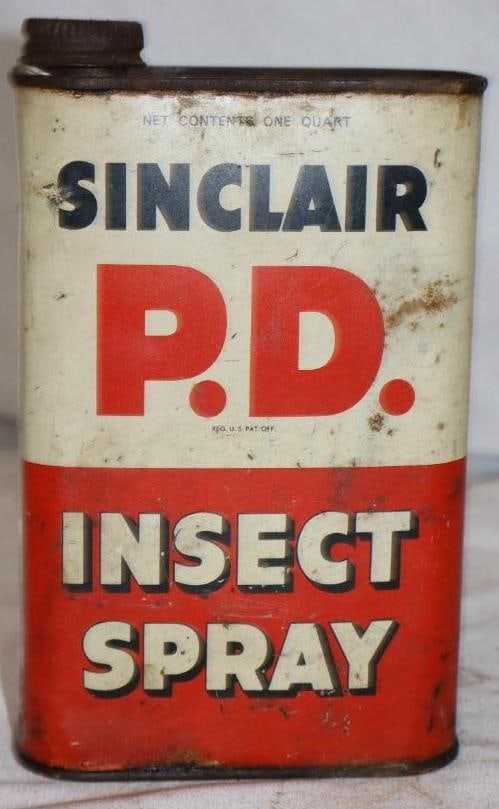 NET CONTENTS ONE QUART
SINCLAIR
P.D.
REG. U.S. PAT. OFF.
INSECT
SPRAY